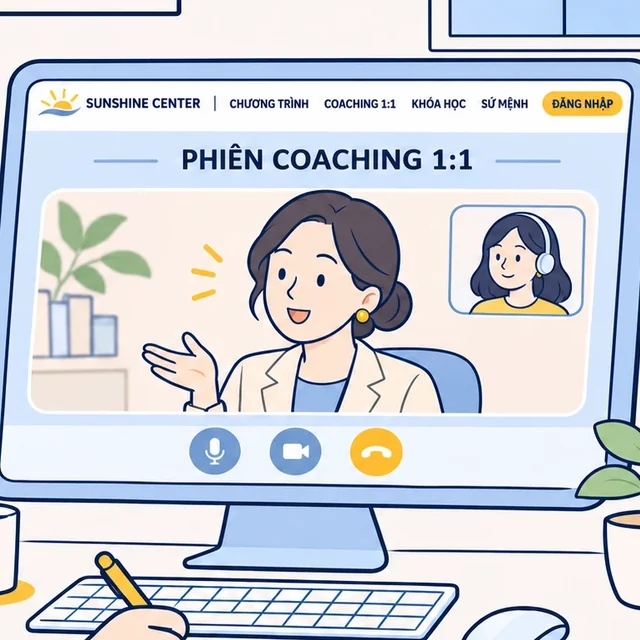 SUNSHINE CENTER | CHƯƠNG TRÌNH COACHING 1:1 KHÓA HỌC SỨ MỆNH ĐĂNG NHẬP
PHIÊN COACHING 1:1